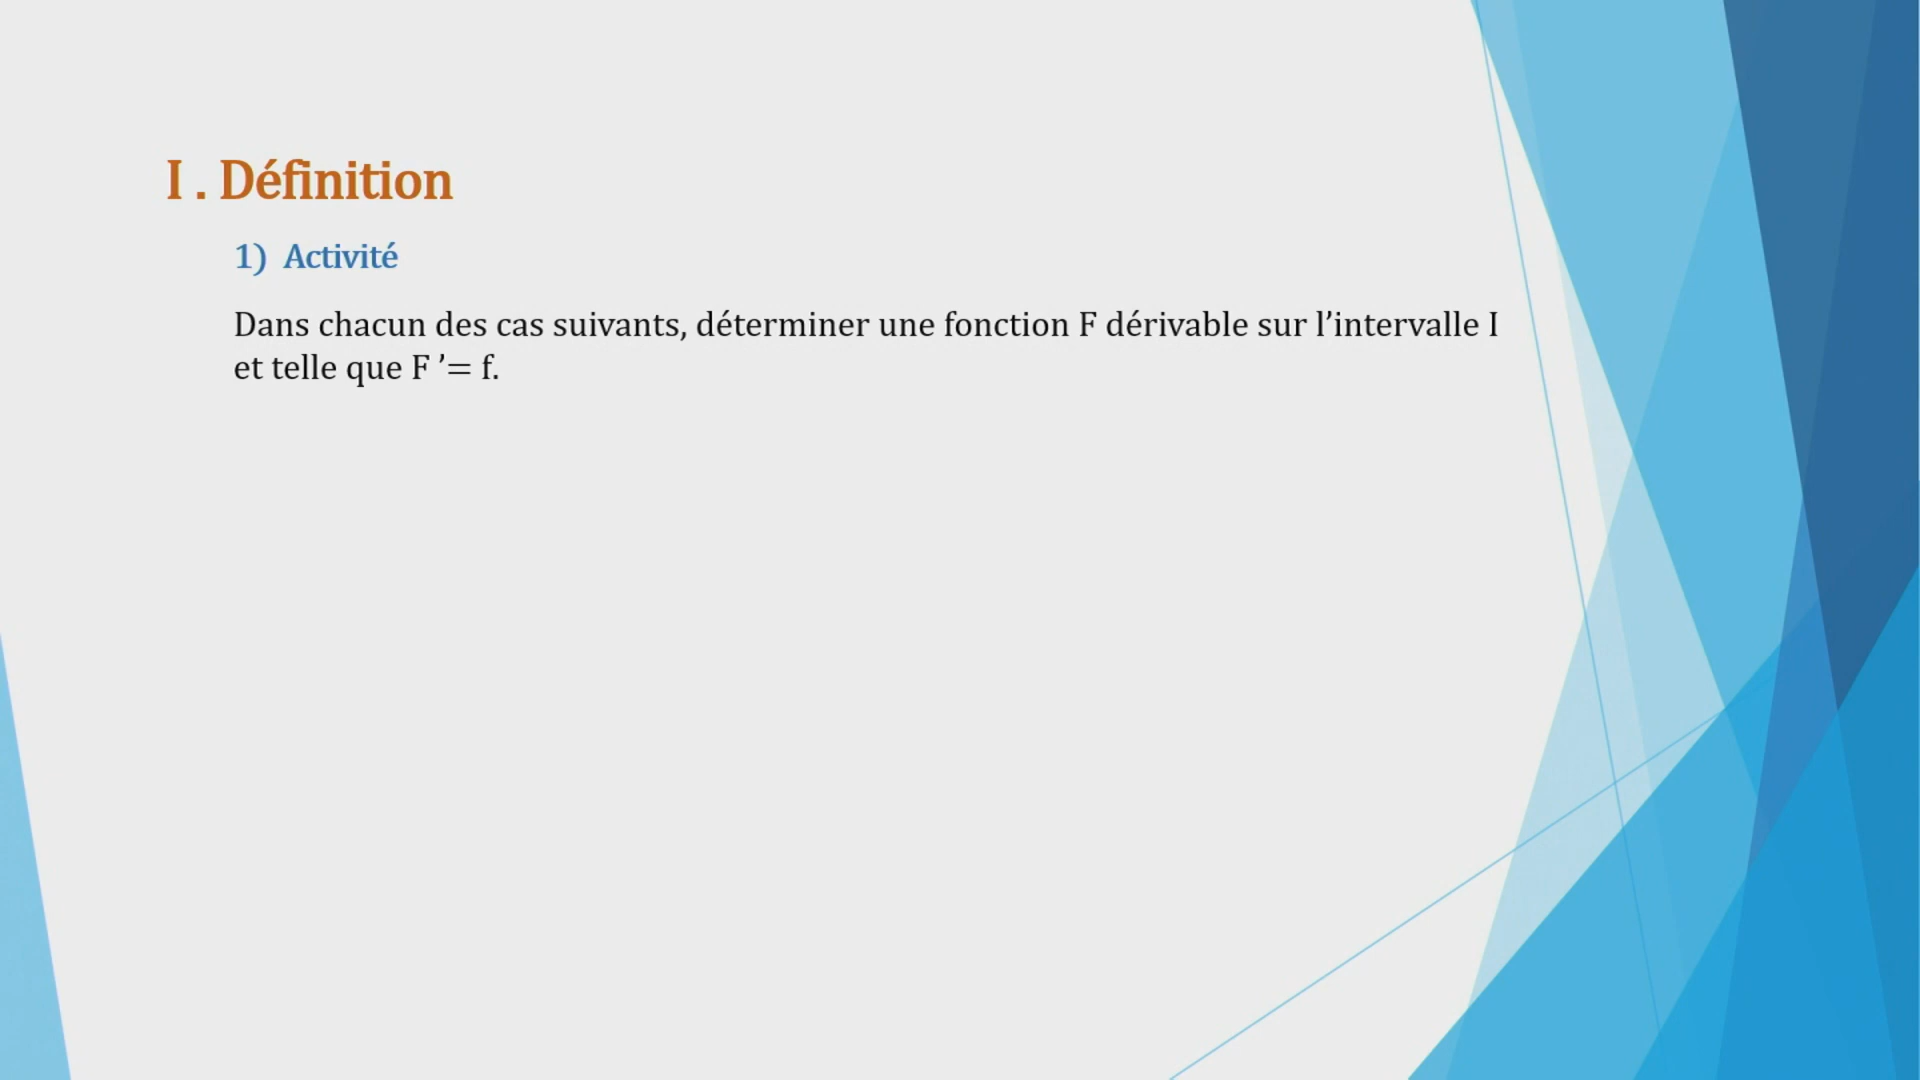 I . Définition
1) Activité
Dans chacun des cas suivants, déterminer une fonction F dérivable sur l’intervalle I
et telle que F ’= f.